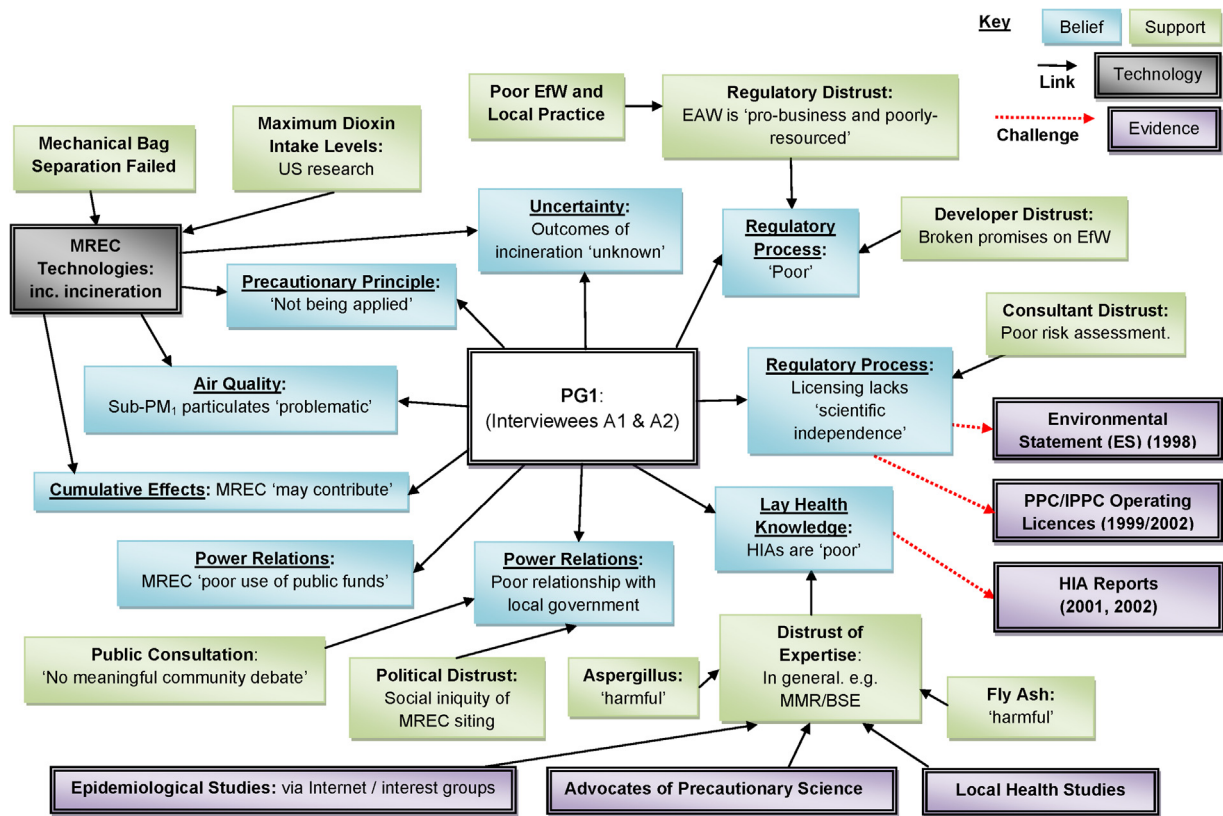 Key
Belief
Support
Link
Technology
Challenge
Evidence
Poor EfW and
Local Practice
Regulatory Distrust:
EAW is ‘pro-business and poorly-
resourced’
Mechanical Bag
Separation Failed
Maximum Dioxin
Intake Levels:
US research
MREC
Technologies:
inc. incineration
Uncertainty:
Outcomes of
incineration ‘unknown’
Regulatory
Process:
‘Poor’
Developer Distrust:
Broken promises on EfW
Precautionary Principle:
‘Not being applied’
Consultant Distrust:
Poor risk assessment.
Air Quality:
Sub-PM₁ particulates ‘problematic’
PG1:
(Interviewees A1 & A2)
Regulatory Process:
Licensing lacks
‘scientific
independence’
Environmental
Statement (ES) (1998)
Cumulative Effects: MREC ‘may contribute’
PPC/IPPC Operating
Licences (1999/2002)
Lay Health
Knowledge:
HIAs are ‘poor’
Power Relations:
MREC ‘poor use of public funds’
Power Relations:
Poor relationship with
local government
HIA Reports
(2001, 2002)
Public Consultation:
‘No meaningful community debate’
Political Distrust:
Social iniquity of
MREC siting
Aspergillus:
‘harmful’
Distrust of
Expertise:
In general. e.g.
MMR/BSE
Fly Ash:
‘harmful’
Epidemiological Studies: via Internet / interest groups
Advocates of Precautionary Science
Local Health Studies